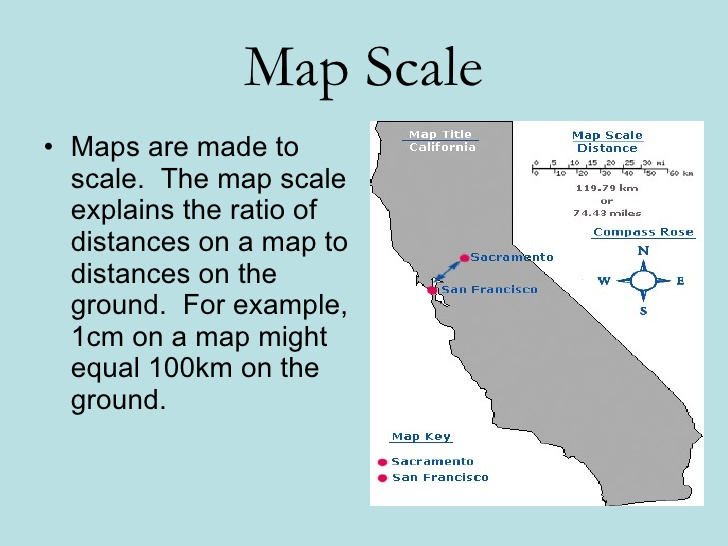 Map Scale
• Maps are made to
scale.  The map scale
explains the ratio of
distances on a map to
distances on the
ground.  For example,
1cm on a map might
equal 100km on the
ground.
Map Title
California
Map Scale
Distance
0 5 10 15 20 25 30 mi
0 10 20 30 40 50 60 km
119.79 km
or
74.43 miles
Compass Rose
N
W E
S
Sacramento
San Francisco
Map Key
Sacramento
San Francisco